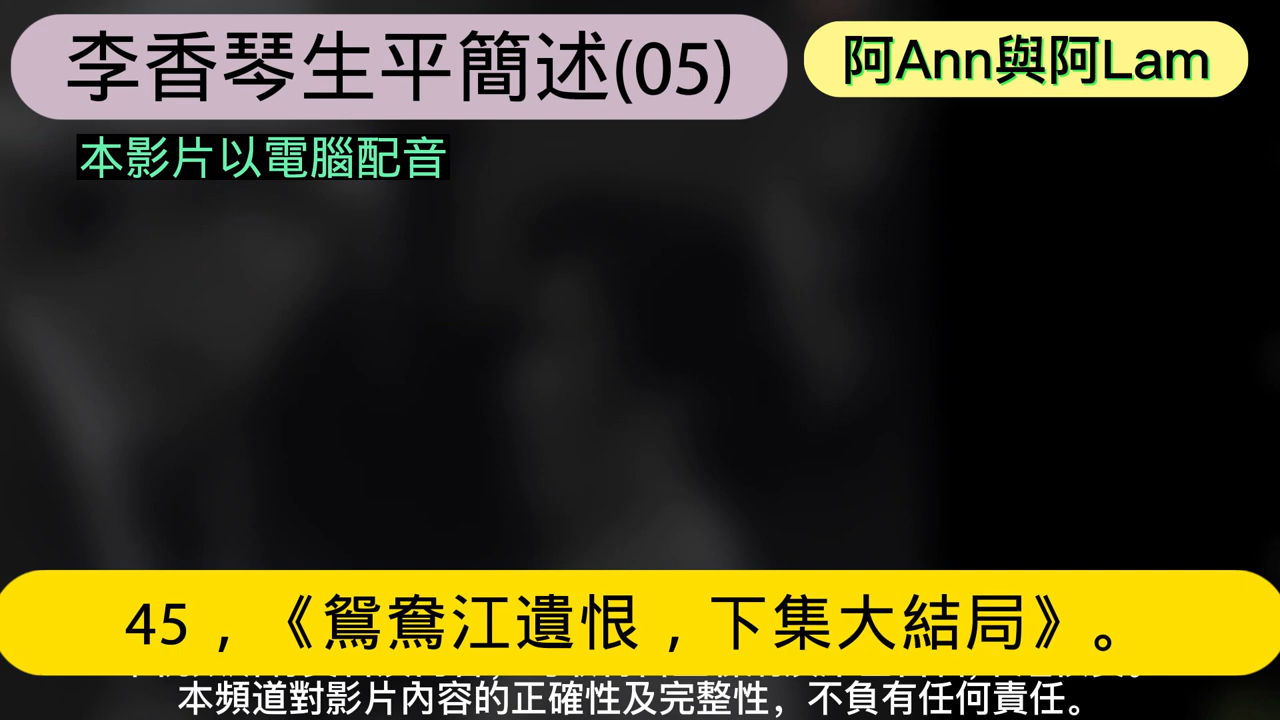 李香琴生平簡述(05)
阿Ann與阿Lam
本影片以電腦配音
45，《鴛鴦江遺恨，下集大結局》。
本頻道對影片內容的正確性及完整性，不負有任何責任。